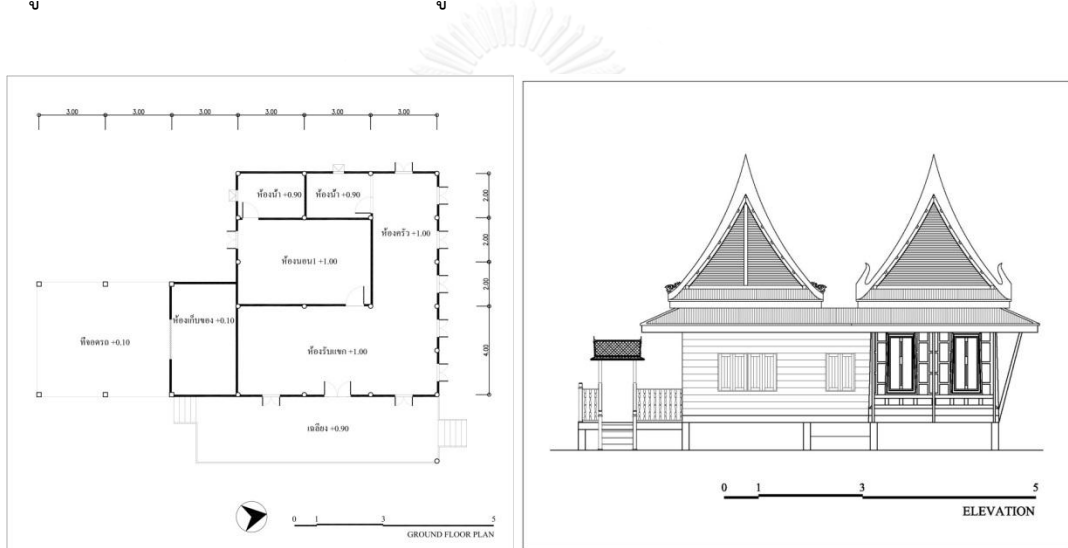 3.00 3.00 3.00 3.00 3.00 3.00
ห้องน้ำ +0.90 ห้องน้ำ +0.90
2.00
ห้องครัว +1.00
2.00
ห้องนอน1 +1.00
2.00
ห้องเก็บของ +0.10
ที่จอดรถ +0.10
ห้องรับแขก +1.00
4.00
เฉลียง +0.90
0 1 3 5
GROUND FLOOR PLAN
0 1 3 5
ELEVATION